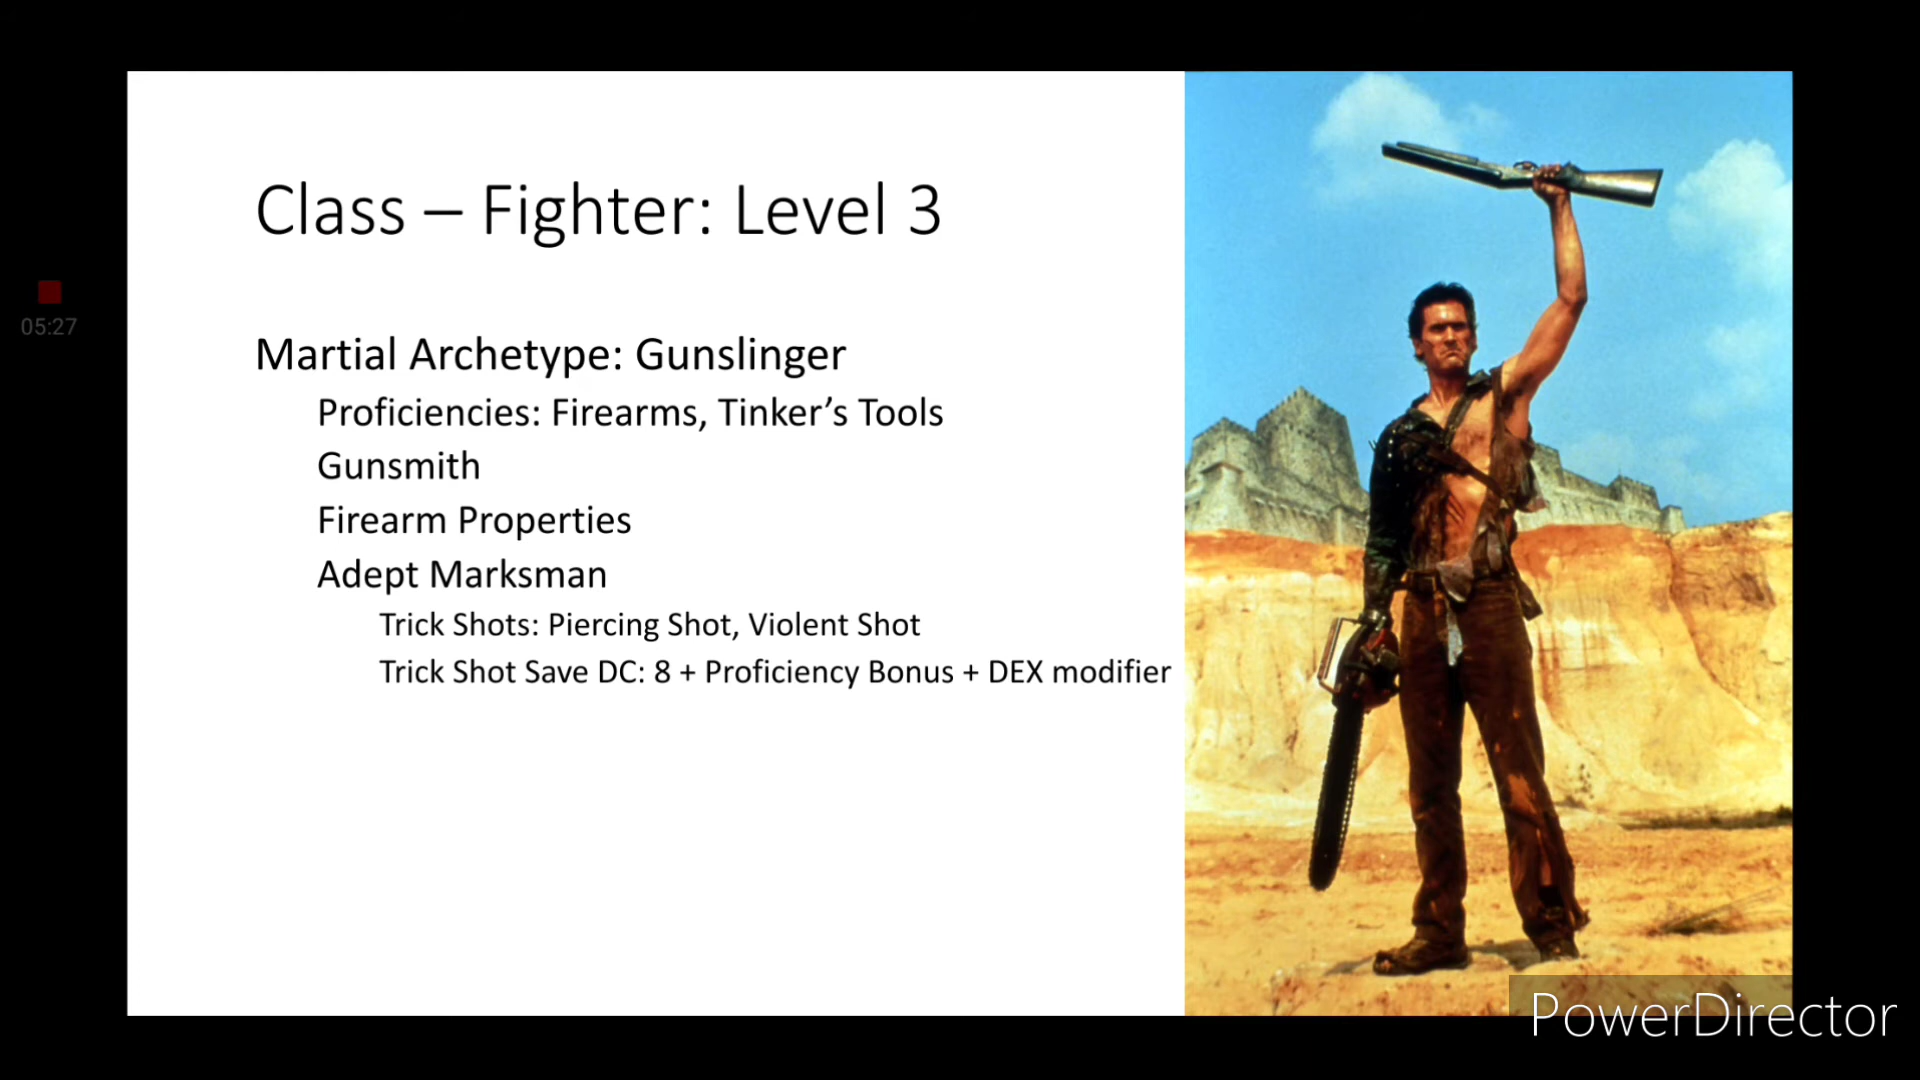 Class – Fighter: Level 3
05:27
Martial Archetype: Gunslinger
Proficiencies: Firearms, Tinker’s Tools
Gunsmith
Firearm Properties
Adept Marksman
Trick Shots: Piercing Shot, Violent Shot
Trick Shot Save DC: 8 + Proficiency Bonus + DEX modifier
PowerDirector